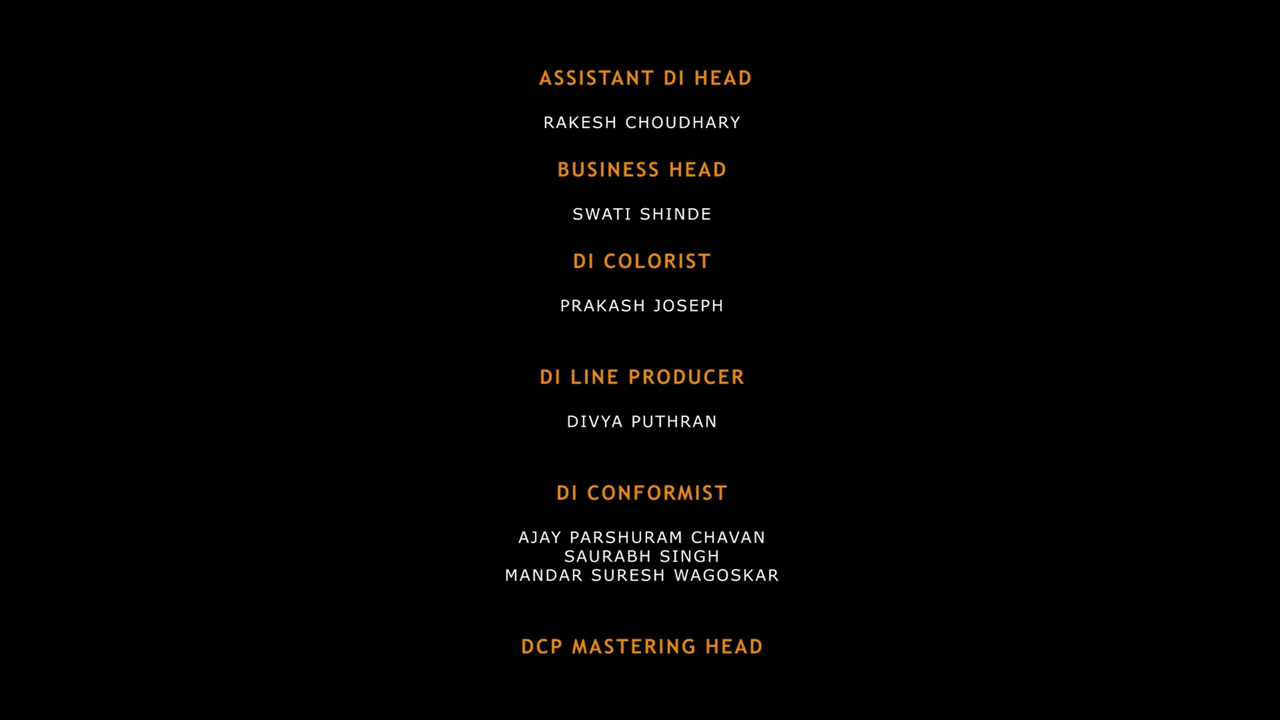 ASSISTANT DI HEAD
RAKESH CHOUDHARY
BUSINESS HEAD
SWATI SHINDE
DI COLORIST
PRAKASH JOSEPH
DI LINE PRODUCER
DIVYA PUTHRAN
DI CONFORMIST
AJAY PARSHURAM CHAVAN
SAURABH SINGH
MANDAR SURESH WAGOSKAR
DCP MASTERING HEAD